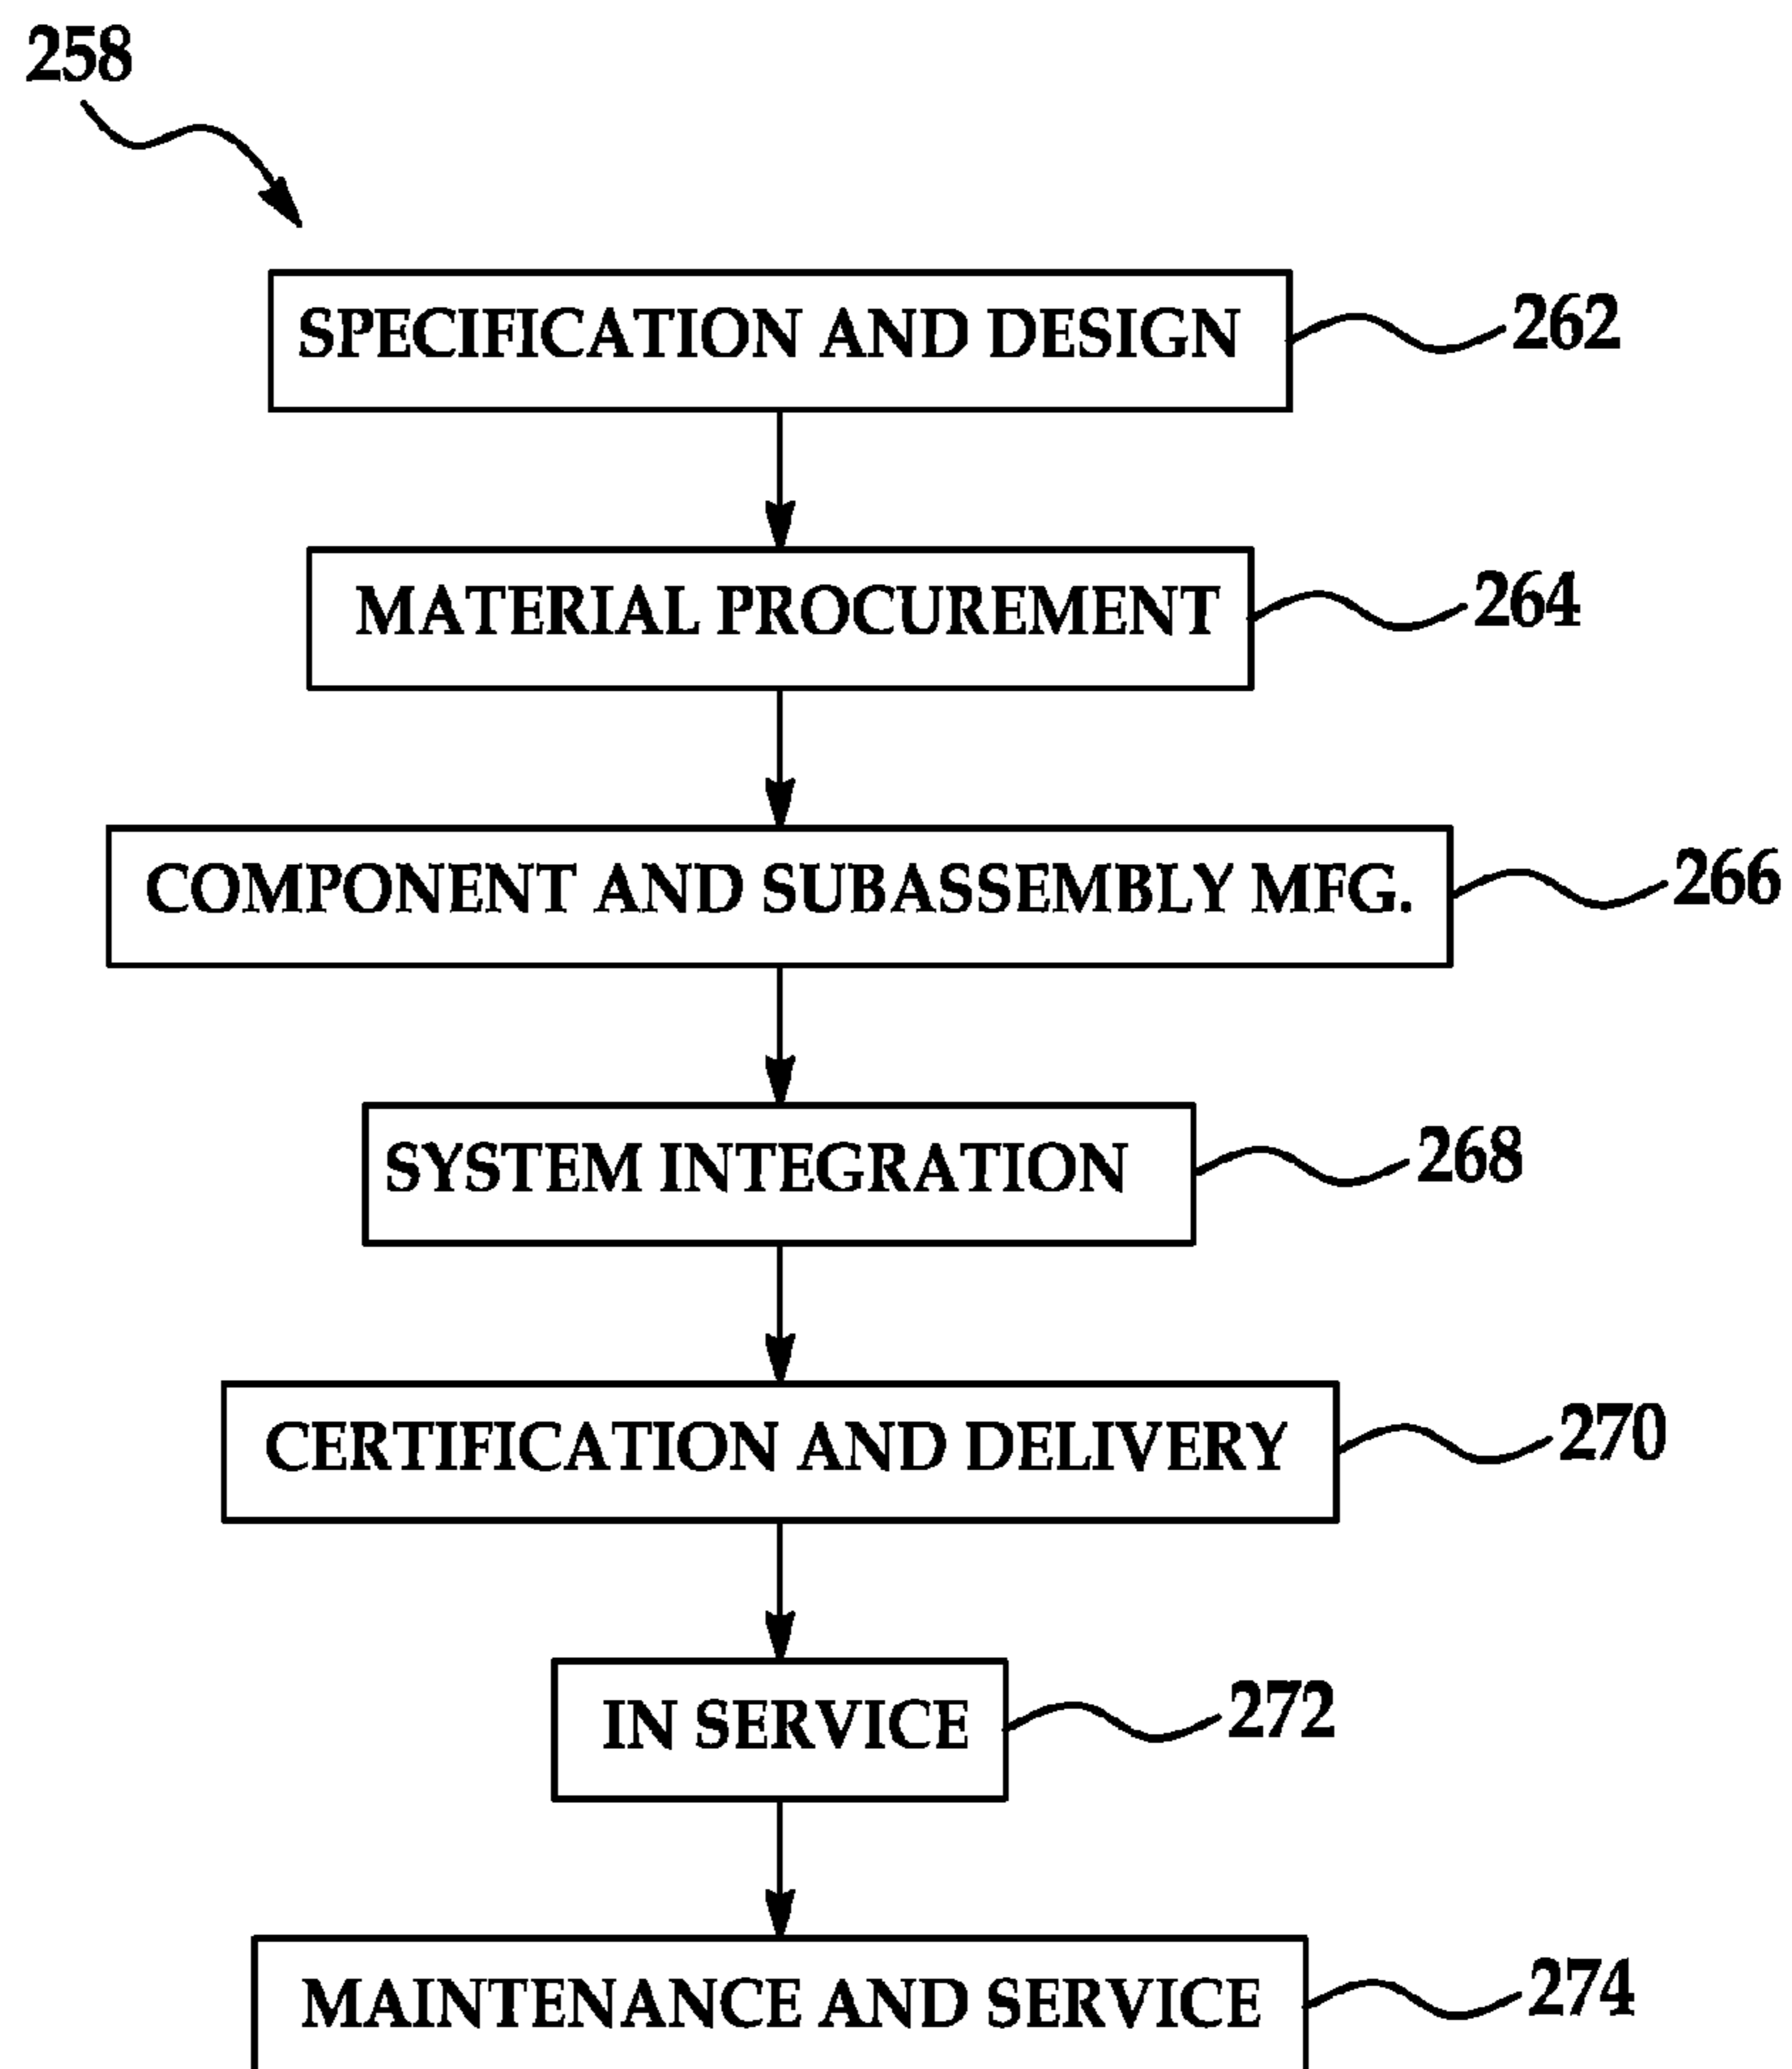 258
SPECIFICATION AND DESIGN 262
MATERIAL PROCUREMENT 264
COMPONENT AND SUBASSEMBLY MFG. 266
SYSTEM INTEGRATION 268
CERTIFICATION AND DELIVERY 270
IN SERVICE 272
MAINTENANCE AND SERVICE 274